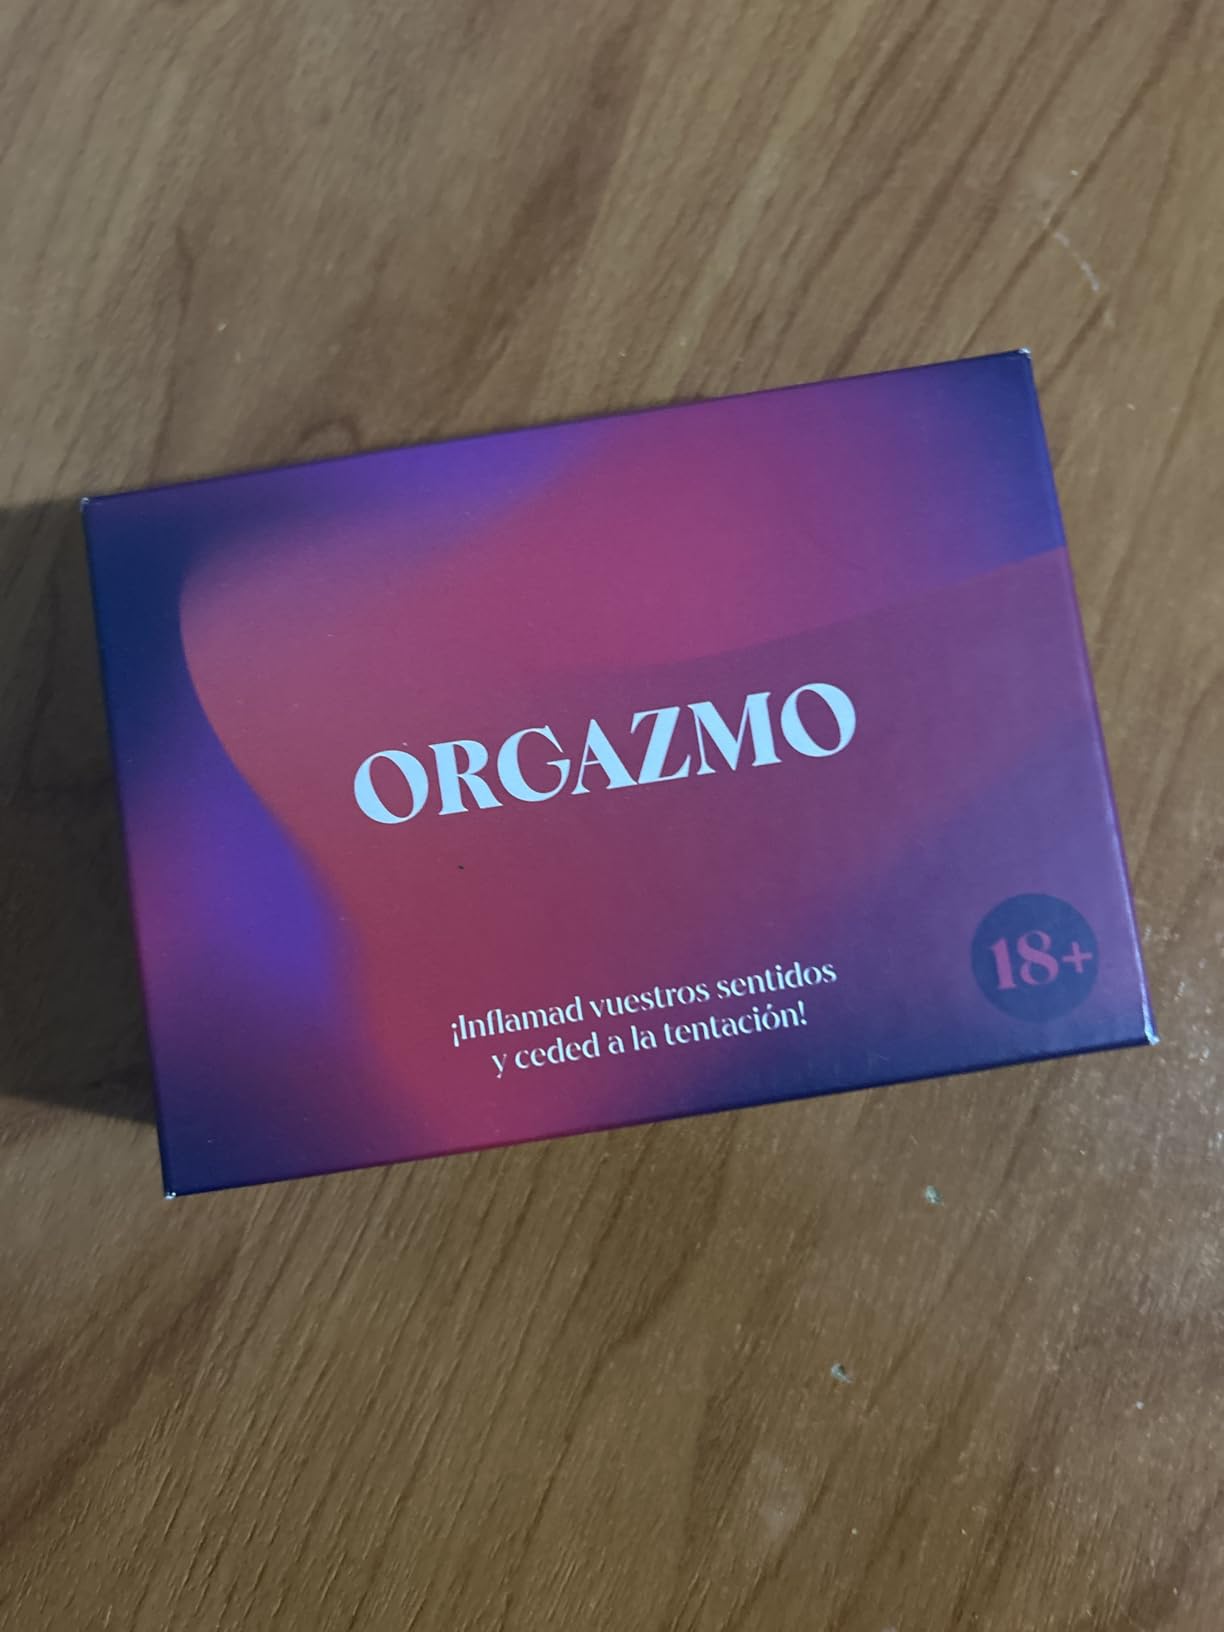 ORGAZMO
¡Inflamad vuestros sentidos
y ceded a la tentación!
18+